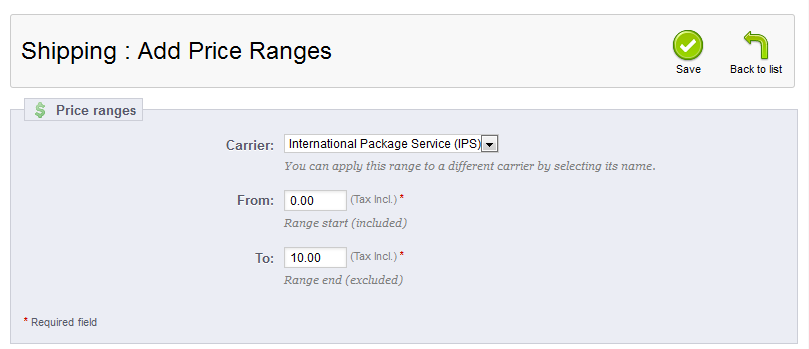 Shipping : Add Price Ranges
Save
Back to list
$ Price ranges
Carrier: International Package Service (IPS)
You can apply this range to a different carrier by selecting its name.
From: 0.00 (Tax Incl.) *
Range start (included)
To: 10.00 (Tax Incl.) *
Range end (excluded)
* Required field